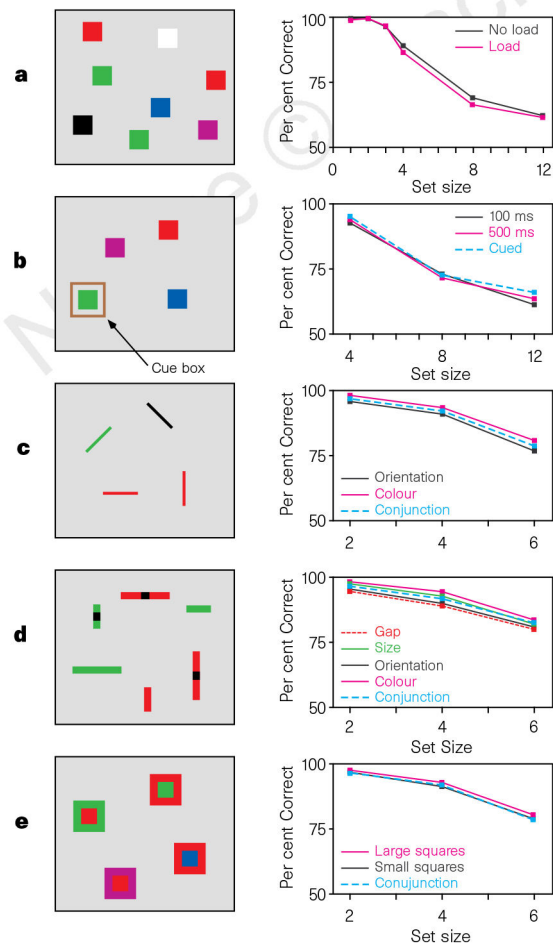 a
Per cent Correct
100
75
50
0
4
8
12
Set size
No load
Load
b
Cue box
Per cent Correct
100
75
50
4
8
12
Set size
100 ms
500 ms
Cued
c
Per cent Correct
100
75
50
2
4
6
Set size
Orientation
Colour
Conjunction
d
Per cent Correct
100
75
50
2
4
6
Set Size
Gap
Size
Orientation
Colour
Conjunction
e
Per cent Correct
100
75
50
2
4
6
Set size
Large squares
Small squares
Conujunction
©